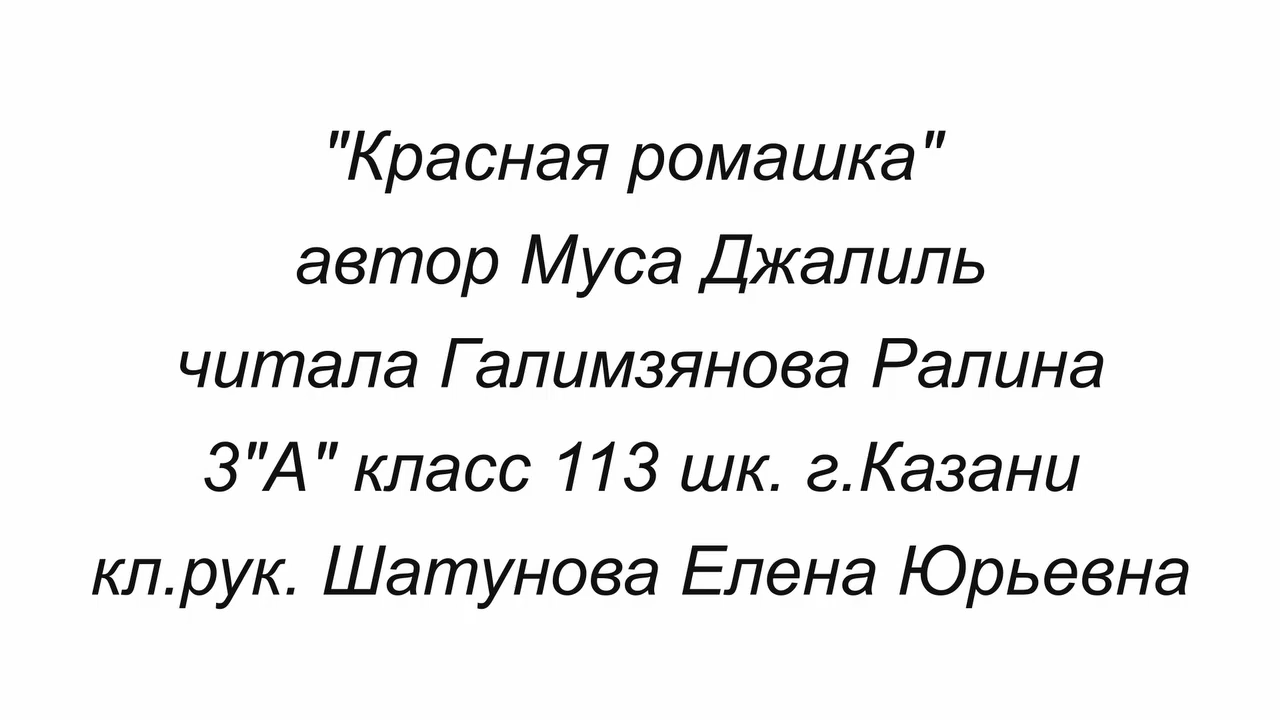 "Красная ромашка"
автор Муса Джалиль
читала Галимзянова Ралина
3"А" класс 113 шк. г.Казани
кл.рук. Шатунова Елена Юрьевна